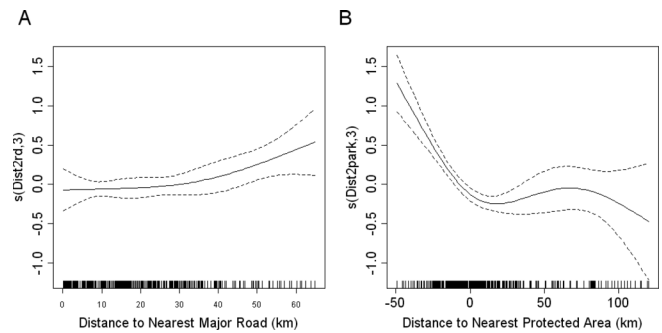 A
B
s(Dist2rd,3)
1.5
1.0
0.5
0.0
-0.5
-1.0
0 10 20 30 40 50 60
Distance to Nearest Major Road (km)
s(Dist2park,3)
1.5
1.0
0.5
0.0
-0.5
-1.0
-50 0 50 100
Distance to Nearest Protected Area (km)